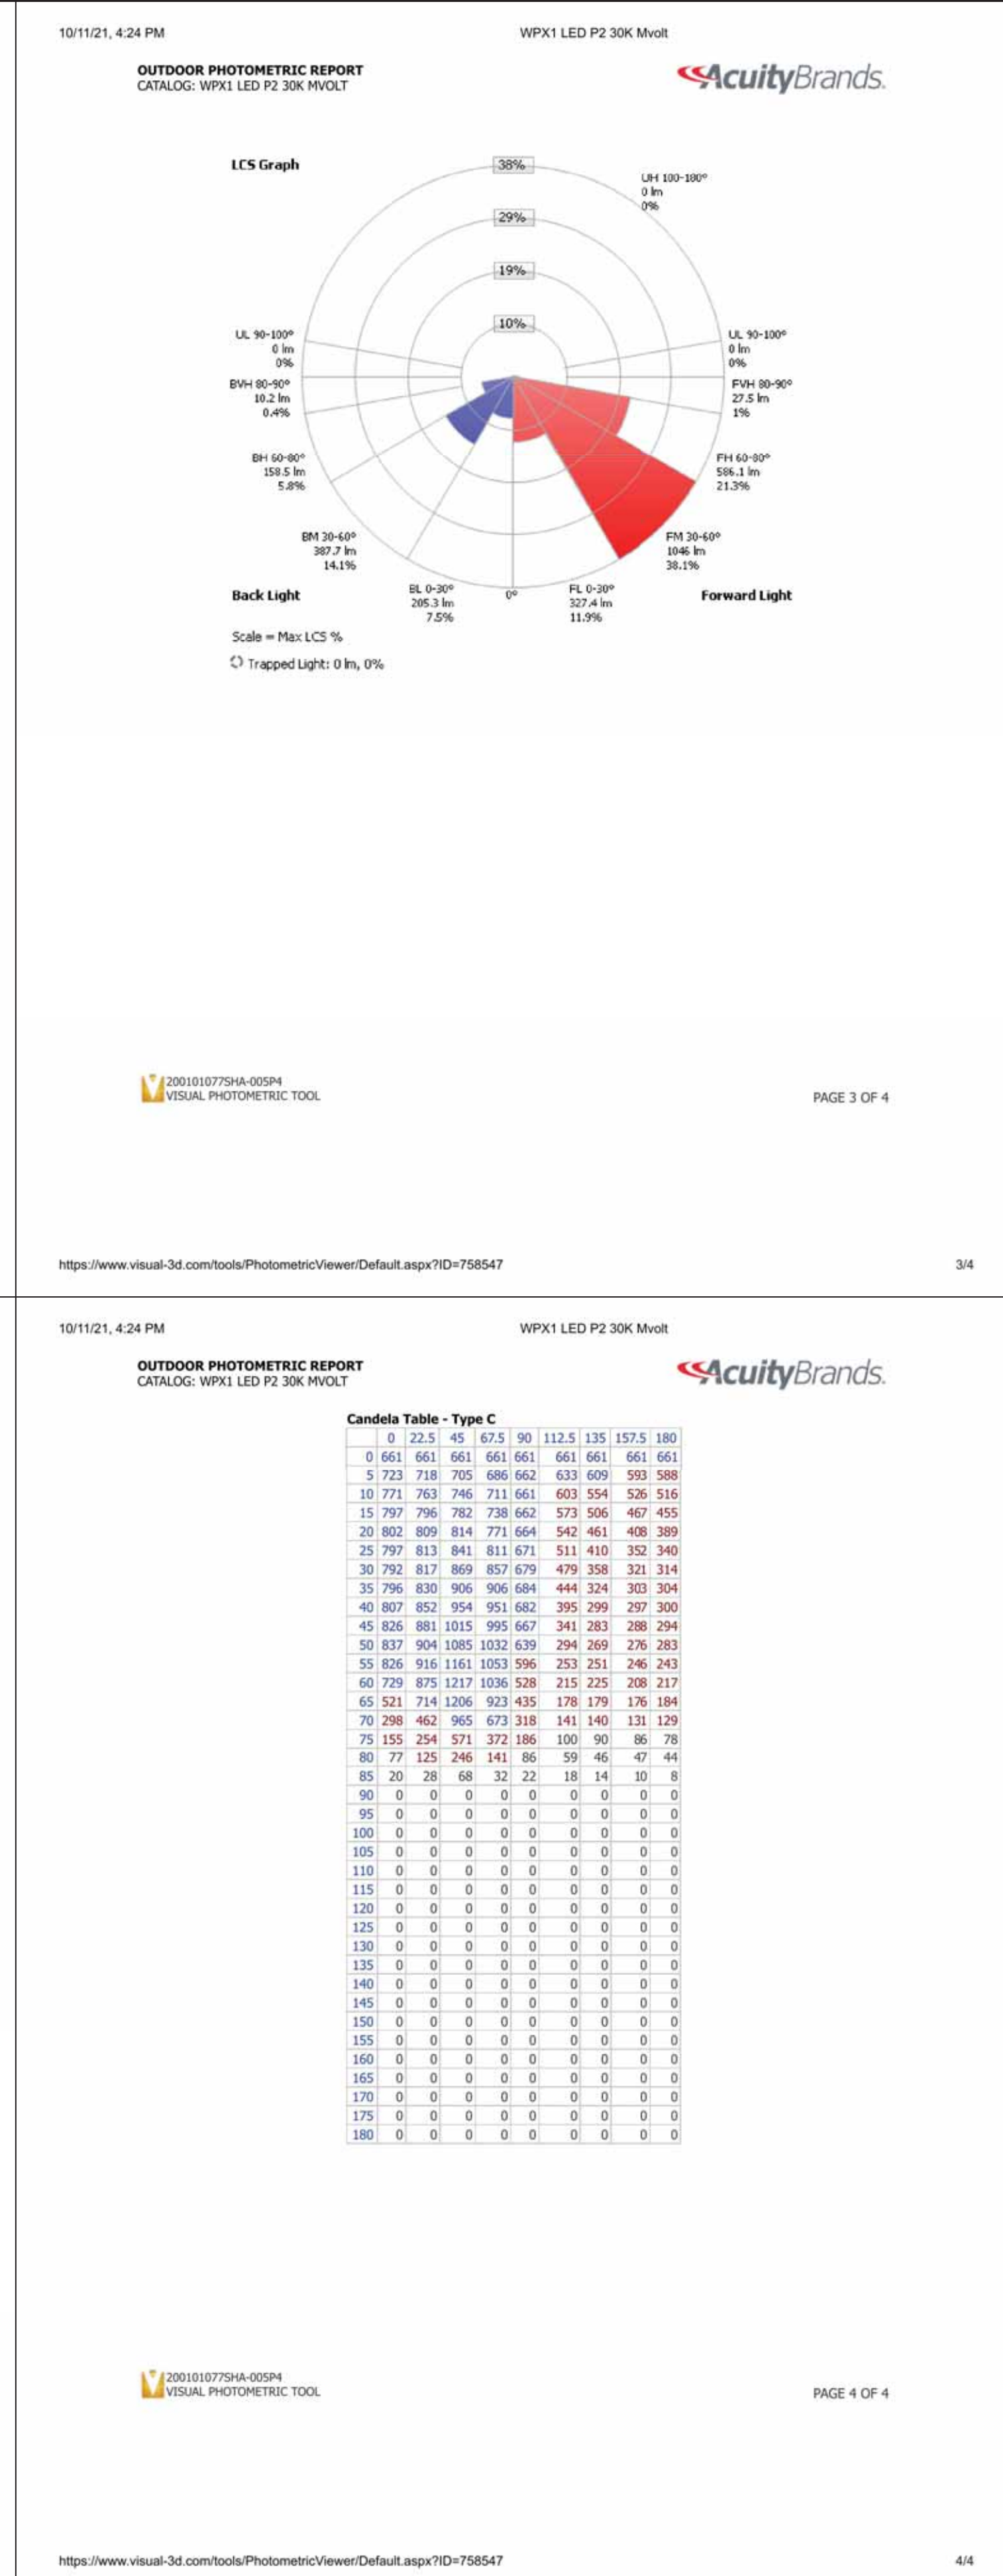 10/11/21, 4:24 PM WPX1 LED P2 30K Mvolt
OUTDOOR PHOTOMETRIC REPORT
CATALOG: WPX1 LED P2 30K MVOLT
AcuityBrands.
LCS Graph
38%
29%
19%
10%
UH 100-180°
0 lm
0%
UL 90-100°
0 lm
0%
UL 90-100°
0 lm
0%
BVH 80-90°
10.2 lm
0.4%
FVH 80-90°
27.5 lm
1%
BH 60-80°
158.5 lm
5.8%
FH 60-80°
586.1 lm
21.3%
BM 30-60°
387.7 lm
14.1%
FM 30-60°
1046 lm
38.1%
Back Light
BL 0-30°
205.3 lm
7.5%
0°
FL 0-30°
327.4 lm
11.9%
Forward Light
Scale = Max LCS %
Trapped Light: 0 lm, 0%
200101077SHA-005P4
VISUAL PHOTOMETRIC TOOL
PAGE 3 OF 4
https://www.visual-3d.com/tools/PhotometricViewer/Default.aspx?ID=758547 3/4
10/11/21, 4:24 PM WPX1 LED P2 30K Mvolt
OUTDOOR PHOTOMETRIC REPORT
CATALOG: WPX1 LED P2 30K MVOLT
AcuityBrands.
Candela Table - Type C
0 22.5 45 67.5 90 112.5 135 157.5 180
0 661 661 661 661 661 661 661 661 661
5 723 718 705 686 662 633 609 593 588
10 771 763 746 711 661 603 554 526 516
15 797 796 782 738 662 573 506 467 455
20 802 809 814 771 664 542 461 408 389
25 797 813 841 811 671 511 410 352 340
30 792 817 869 857 679 479 358 321 314
35 796 830 906 906 684 444 324 303 304
40 807 852 954 951 682 395 299 297 300
45 826 881 1015 995 667 341 283 288 294
50 837 904 1085 1032 639 294 269 276 283
55 826 916 1161 1053 596 253 251 246 243
60 729 875 1217 1036 528 215 225 208 217
65 521 714 1206 923 435 178 179 176 184
70 298 462 965 673 318 141 140 131 129
75 155 254 571 372 186 100 90 86 78
80 77 125 246 141 86 59 46 47 44
85 20 28 68 32 22 18 14 10 8
90 0 0 0 0 0 0 0 0 0
95 0 0 0 0 0 0 0 0 0
100 0 0 0 0 0 0 0 0 0
105 0 0 0 0 0 0 0 0 0
110 0 0 0 0 0 0 0 0 0
115 0 0 0 0 0 0 0 0 0
120 0 0 0 0 0 0 0 0 0
125 0 0 0 0 0 0 0 0 0
130 0 0 0 0 0 0 0 0 0
135 0 0 0 0 0 0 0 0 0
140 0 0 0 0 0 0 0 0 0
145 0 0 0 0 0 0 0 0 0
150 0 0 0 0 0 0 0 0 0
155 0 0 0 0 0 0 0 0 0
160 0 0 0 0 0 0 0 0 0
165 0 0 0 0 0 0 0 0 0
170 0 0 0 0 0 0 0 0 0
175 0 0 0 0 0 0 0 0 0
180 0 0 0 0 0 0 0 0 0
200101077SHA-005P4
VISUAL PHOTOMETRIC TOOL
PAGE 4 OF 4
https://www.visual-3d.com/tools/PhotometricViewer/Default.aspx?ID=758547 4/4